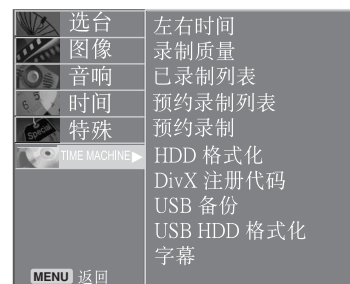 选台
图像
音响
时间
特殊
TIME MACHINE
左右时间
录制质量
已录制列表
预约录制列表
预约录制
HDD 格式化
DivX 注册代码
USB 备份
USB HDD 格式化
字幕
MENU 返回